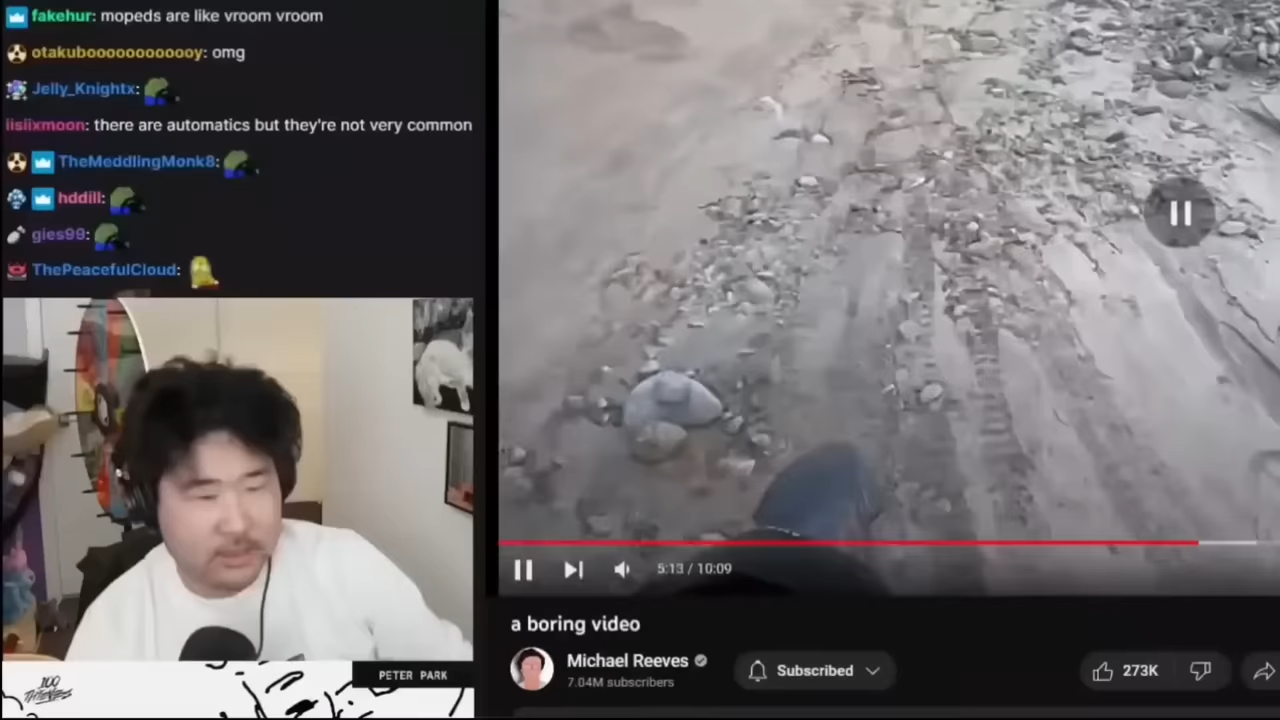 fakehur: mopeds are like vroom vroom
otakuboooooooooooy: omg
Jelly_Knightx:
iisiixmoon: there are automatics but they're not very common
TheMeddlingMonk8:
hddill:
gies99:
ThePeacefulCloud:
100
THIEVES
PETER PARK
5:13 / 10:09
a boring video
Michael Reeves
7.04M subscribers
Subscribed
273K